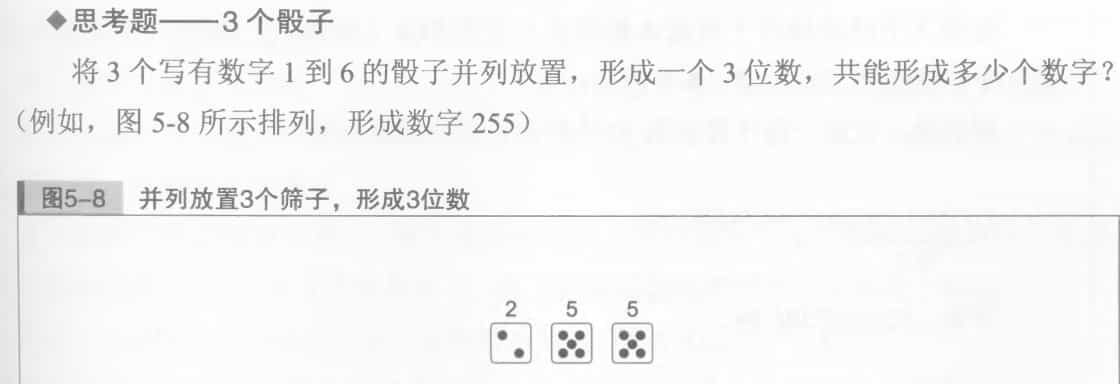 ◆思考题——3 个骰子
将 3 个写有数字 1 到 6 的骰子并列放置，形成一个 3 位数，共能形成多少个数字？
（例如，图 5-8 所示排列，形成数字 255）
图5-8 并列放置3个筛子，形成3位数
2 5 5